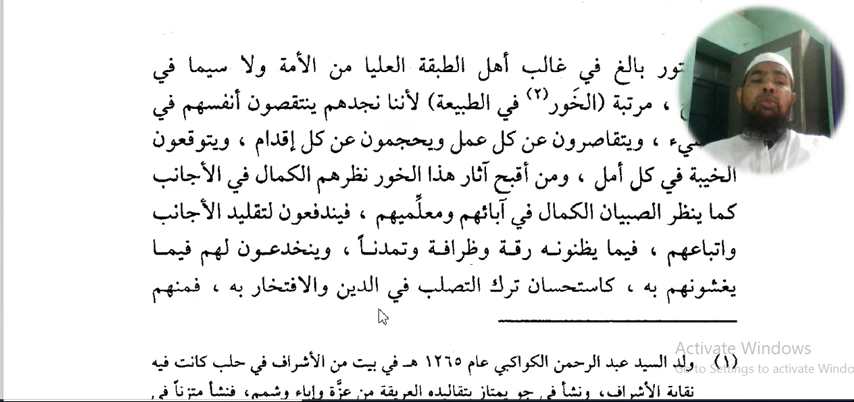 بالغ في غالب أهل الطبقة العليا من الأمة ولا سيما في
، مرتبة (الخَور(٢) في الطبيعة) لأننا نجدهم ينتقصون أنفسهم في
، ويتقاصرون عن كل عمل ويحجمون عن كل إقدام ، ويتوقعون
الخيبة في كل أمل ، ومن أقبح آثار هذا الخور نظرهم الكمال في الأجانب
كما ينظر الصبيان الكمال في آبائهم ومعلِّميهم ، فيندفعون لتقليد الأجانب
واتباعهم ، فيما يظنونه رقة وظرافة وتمدناً ، وينخدعون لهم فيما
يغشونهم به ، كاستحسان ترك التصلب في الدين والافتخار به ، فمنهم
(١) ولد السيد عبد الرحمن الكواكبي عام ١٢٦٥ هـ في بيت من الأشراف في حلب كانت فيه
نقابة الأشراف، ونشأ في جو يمتاز بتقاليده العريقة من عزَّة وإباء وشمم، فنشأ متزناً في
Activate Windows
Go to Settings to activate Windo